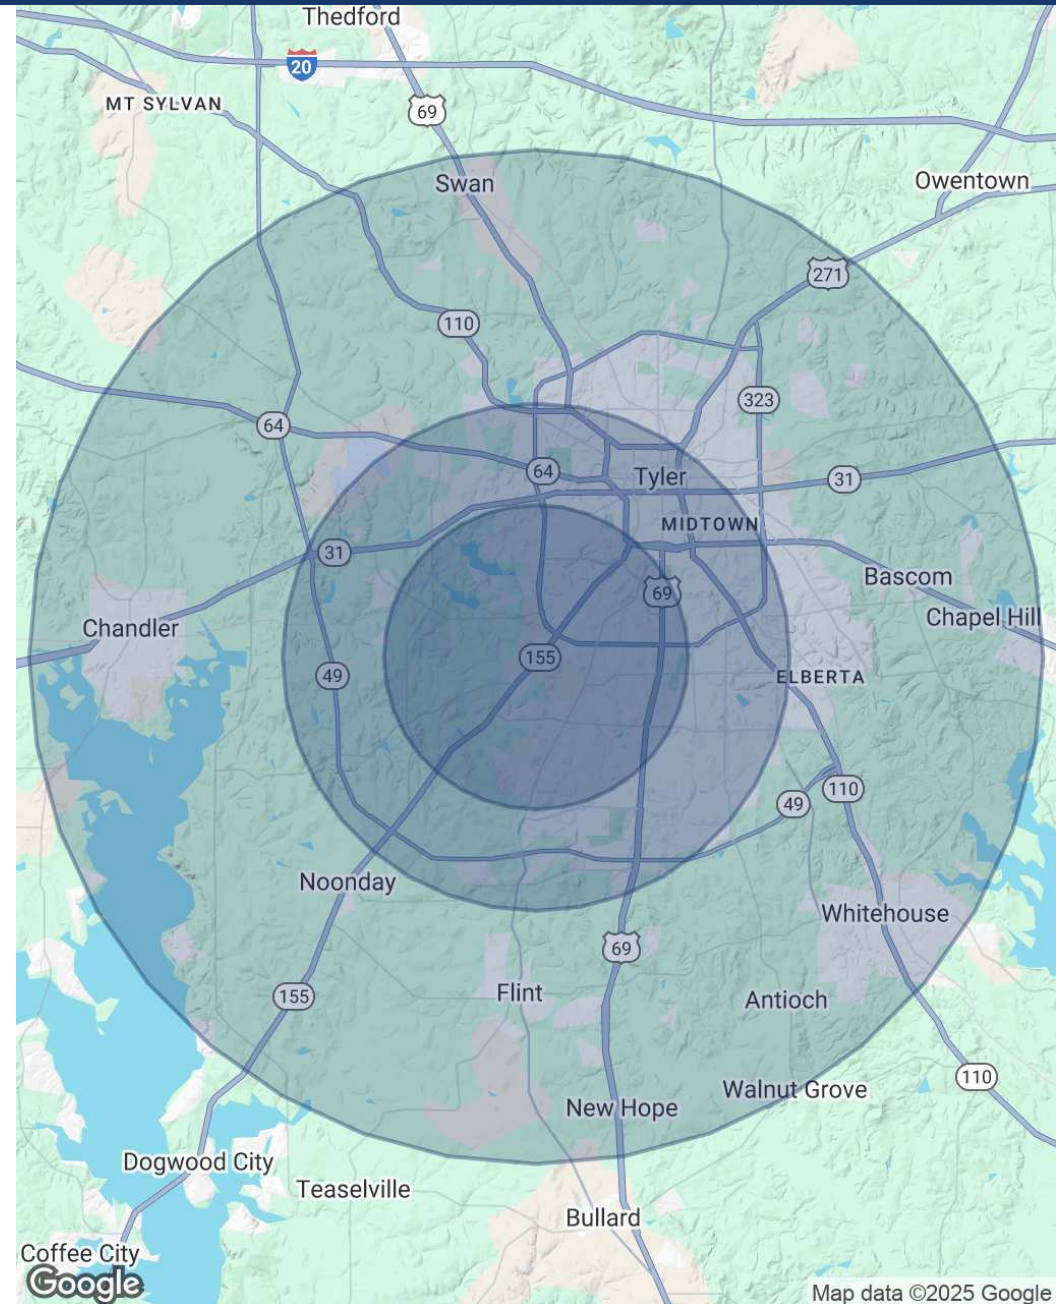 Thedford
20
MT SYLVAN
69
Swan
Owentown
271
110
323
64
64
Tyler
31
MIDTOWN
31
Bascom
69
Chapel Hill
Chandler
155
49
ELBERTA
110
49
Noonday
Whitehouse
69
Flint
155
Antioch
110
Walnut Grove
New Hope
Dogwood City
Teaselville
Bullard
Coffee City
Google
Map data ©2025 Google